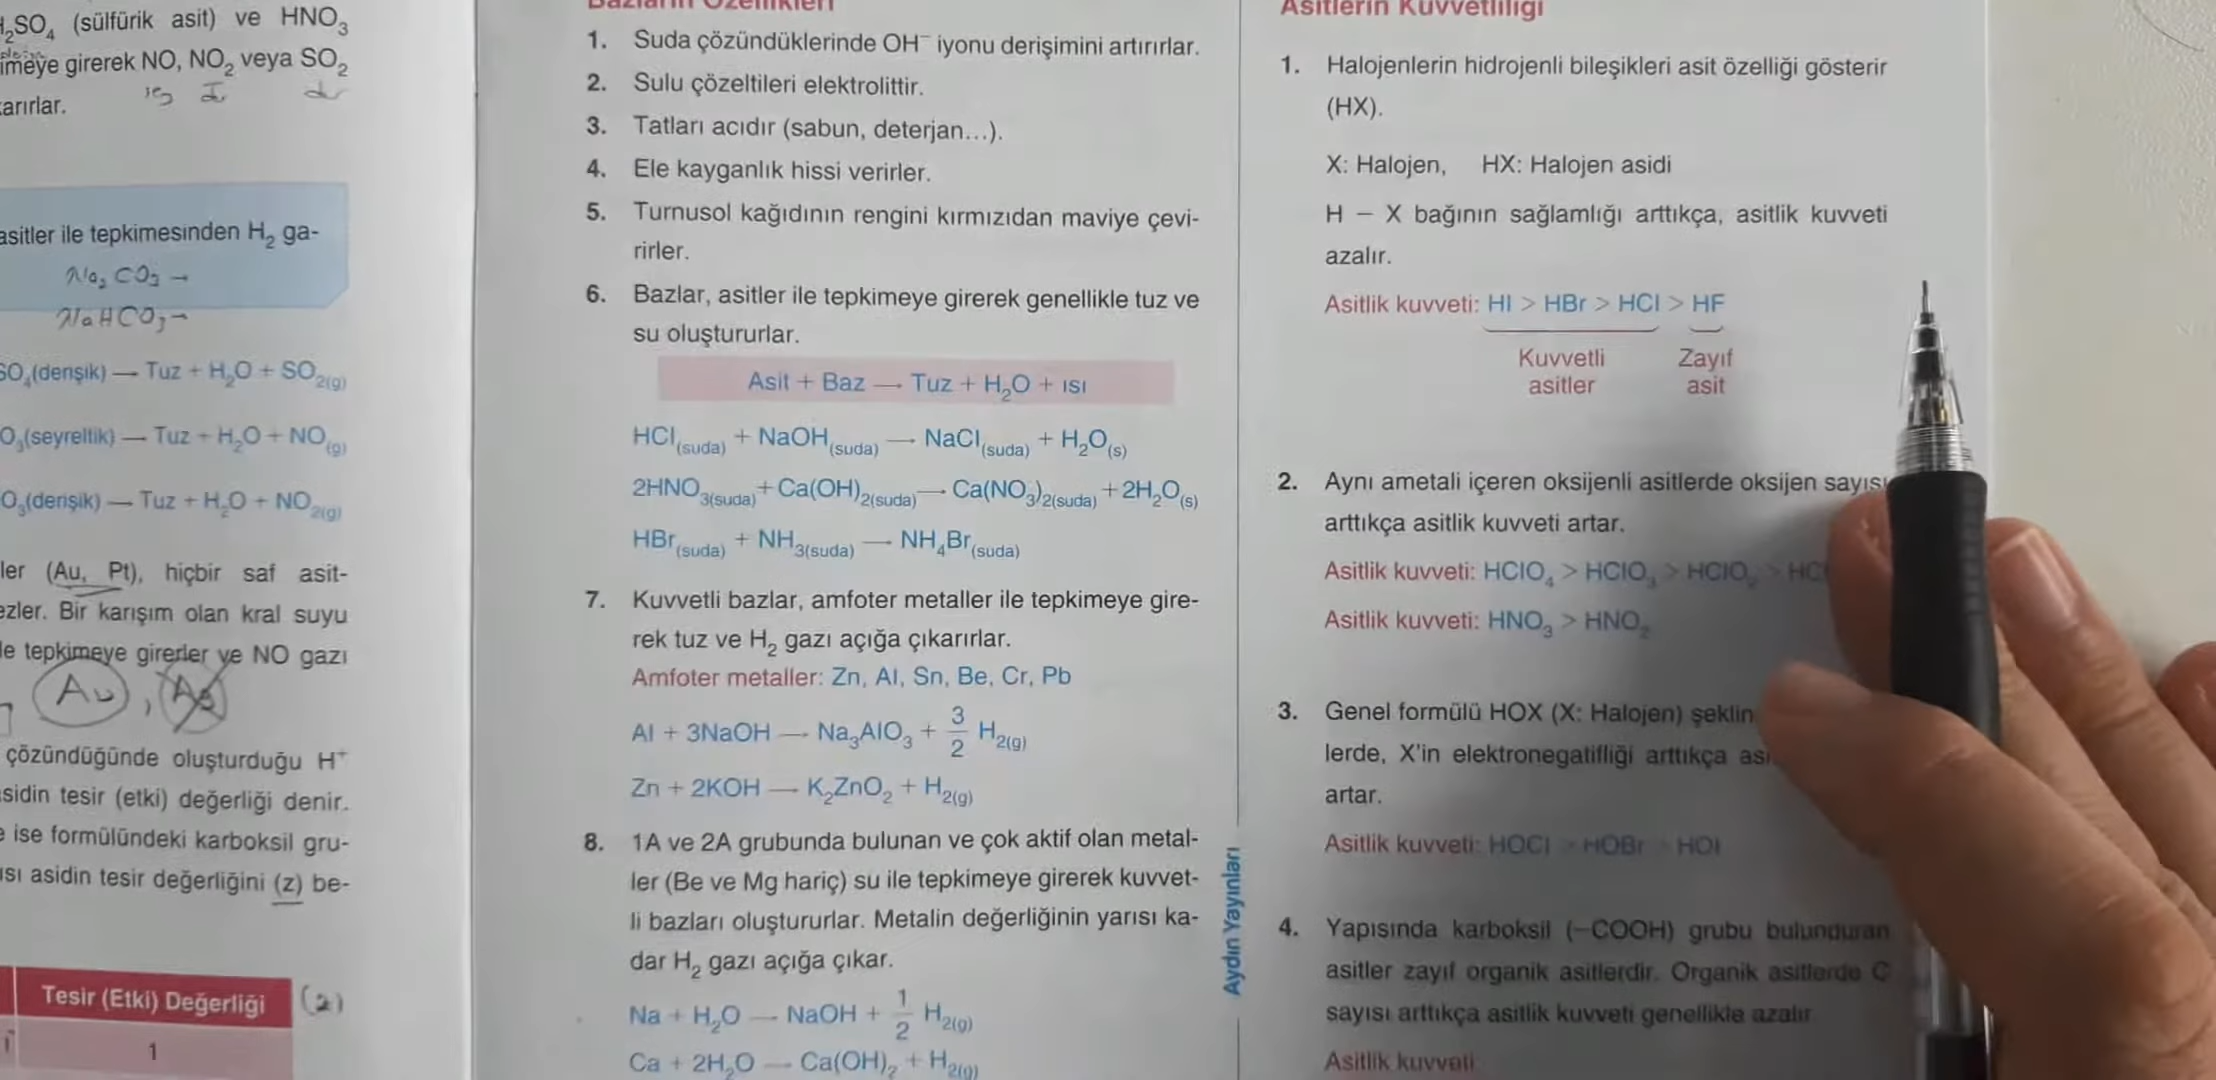 H₂SO₄ (sülfürik asit) ve HNO₃
imeye girerek NO, NO₂ veya SO₂
karırlar.
asitler ile tepkimesinden H₂ ga-
Na₂CO₃ →
NaHCO₃ →
SO₄(derişik) → Tuz + H₂O + SO₂(g)
O₃(seyreltik) → Tuz + H₂O + NO(g)
O₃(derişik) → Tuz + H₂O + NO₂(g)
ler (Au, Pt), hiçbir saf asit-
ezler. Bir karışım olan kral suyu
le tepkimeye girerler ve NO gazı
Au, Ag
çözündüğünde oluşturduğu H⁺
sidin tesir (etki) değerliği denir.
e ise formülündeki karboksil gru-
ısı asidin tesir değerliğini (z) be-
Tesir (Etki) Değerliği (2)
1
Bazların Özellikleri
1. Suda çözündüklerinde OH⁻ iyonu derişimini artırırlar.
2. Sulu çözeltileri elektrolittir.
3. Tatları acıdır (sabun, deterjan...).
4. Ele kayganlık hissi verirler.
5. Turnusol kağıdının rengini kırmızıdan maviye çevi-
rirler.
6. Bazlar, asitler ile tepkimeye girerek genellikle tuz ve
su oluştururlar.
Asit + Baz → Tuz + H₂O + ısı
HCl(suda) + NaOH(suda) → NaCl(suda) + H₂O(s)
2HNO₃(suda) + Ca(OH)₂(suda) → Ca(NO₃)₂(suda) + 2H₂O(s)
HBr(suda) + NH₃(suda) → NH₄Br(suda)
7. Kuvvetli bazlar, amfoter metaller ile tepkimeye gire-
rek tuz ve H₂ gazı açığa çıkarırlar.
Amfoter metaller: Zn, Al, Sn, Be, Cr, Pb
Al + 3NaOH → Na₃AlO₃ + 3/2 H₂(g)
Zn + 2KOH → K₂ZnO₂ + H₂(g)
8. 1A ve 2A grubunda bulunan ve çok aktif olan metal-
ler (Be ve Mg hariç) su ile tepkimeye girerek kuvvet-
li bazları oluştururlar. Metalin değerliğinin yarısı ka-
dar H₂ gazı açığa çıkar.
Na + H₂O → NaOH + 1/2 H₂(g)
Ca + 2H₂O → Ca(OH)₂ + H₂(g)
Aydın Yayınları
Asitlerin Kuvvetliliği
1. Halojenlerin hidrojenli bileşikleri asit özelliği gösterir
(HX).
X: Halojen, HX: Halojen asidi
H – X bağının sağlamlığı arttıkça, asitlik kuvveti
azalır.
Asitlik kuvveti: HI > HBr > HCl > HF
Kuvvetli Zayıf
asitler asit
2. Aynı ametali içeren oksijenli asitlerde oksijen sayısı
arttıkça asitlik kuvveti artar.
Asitlik kuvveti: HClO₄ > HClO₃ > HClO₂ > HC
Asitlik kuvveti: HNO₃ > HNO₂
3. Genel formülü HOX (X: Halojen) şeklin
lerde, X'in elektronegatifliği arttıkça asi
artar.
Asitlik kuvveti: HOCl > HOBr > HOI
4. Yapısında karboksil (–COOH) grubu bulunduran
asitler zayıf organik asitlerdir. Organik asitlerde C
sayısı arttıkça asitlik kuvveti genellikle azalır.
Asitlik kuvveti